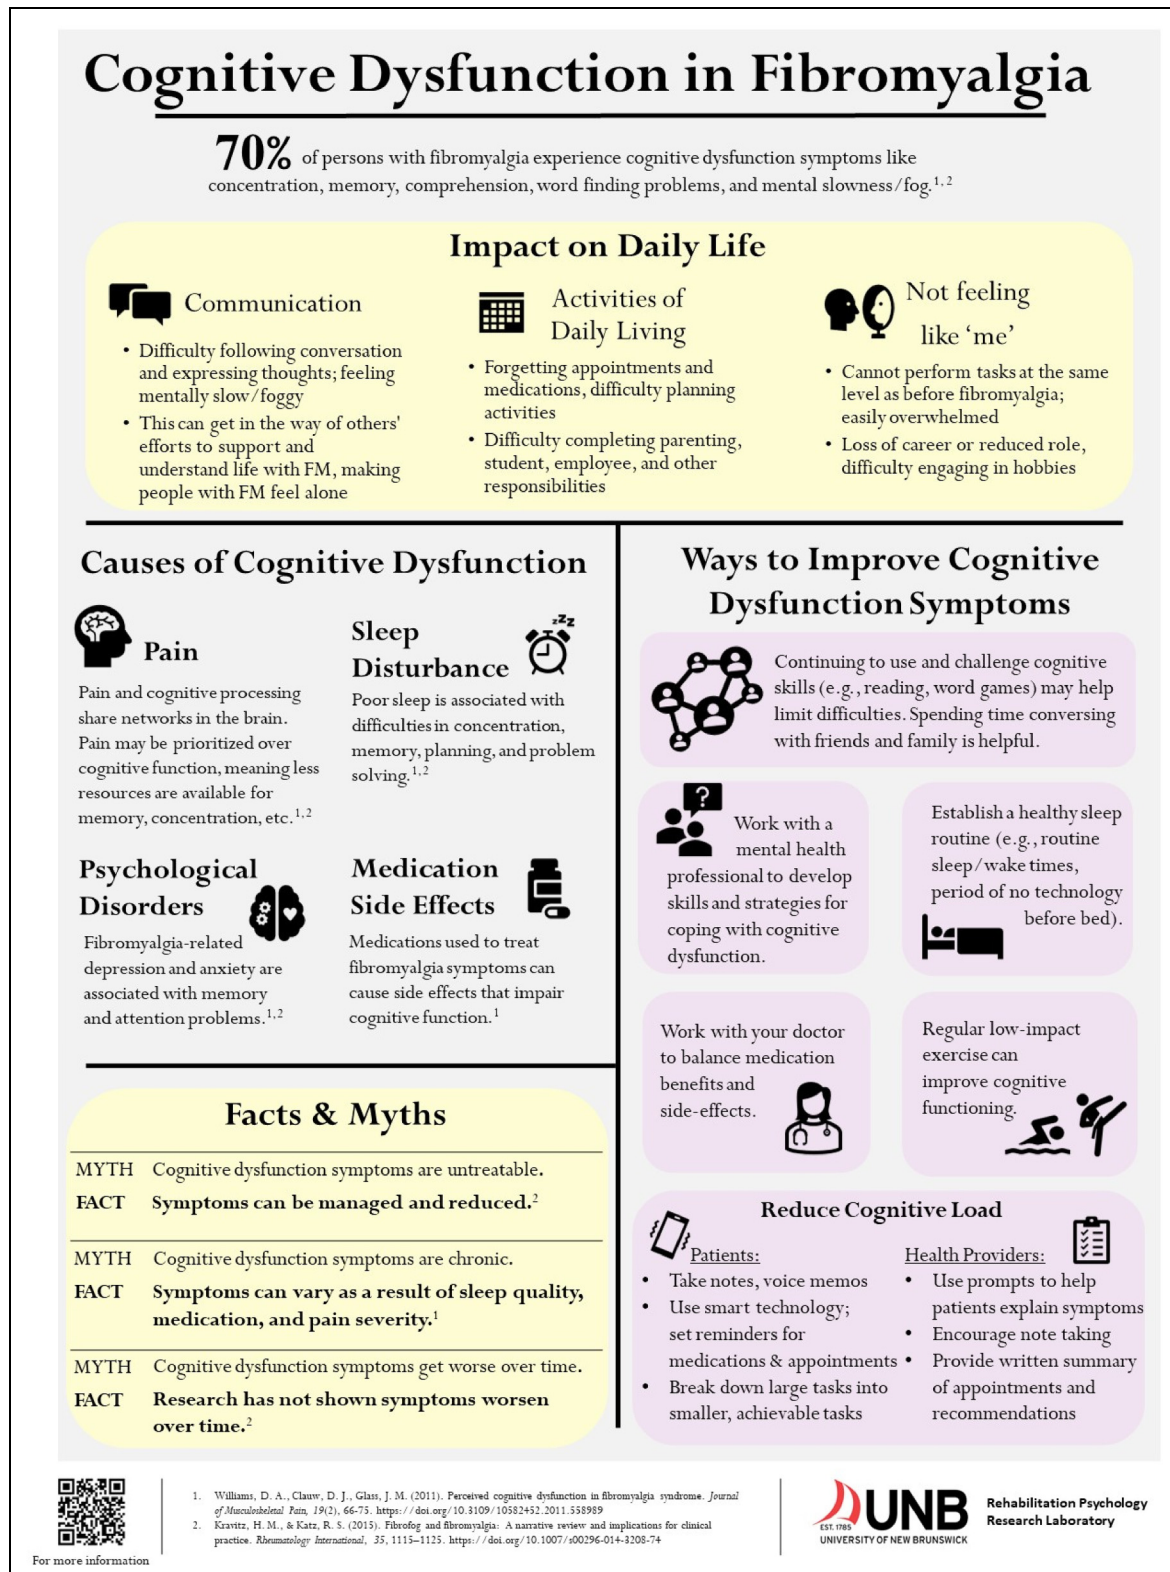 Cognitive Dysfunction in Fibromyalgia
70% of persons with fibromyalgia experience cognitive dysfunction symptoms like
concentration, memory, comprehension, word finding problems, and mental slowness/fog.1,2
Impact on Daily Life
Communication
• Difficulty following conversation
and expressing thoughts; feeling
mentally slow/foggy
• This can get in the way of others'
efforts to support and
understand life with FM, making
people with FM feel alone
Activities of
Daily Living
• Forgetting appointments and
medications, difficulty planning
activities
• Difficulty completing parenting,
student, employee, and other
responsibilities
Not feeling
like ‘me’
• Cannot perform tasks at the same
level as before fibromyalgia;
easily overwhelmed
• Loss of career or reduced role,
difficulty engaging in hobbies
Causes of Cognitive Dysfunction
Pain
Pain and cognitive processing
share networks in the brain.
Pain may be prioritized over
cognitive function, meaning less
resources are available for
memory, concentration, etc.1,2
Sleep
Disturbance
zzZ
Poor sleep is associated with
difficulties in concentration,
memory, planning, and problem
solving.1,2
Psychological
Disorders
Fibromyalgia-related
depression and anxiety are
associated with memory
and attention problems.1,2
Medication
Side Effects
Medications used to treat
fibromyalgia symptoms can
cause side effects that impair
cognitive function.1
Facts & Myths
MYTH Cognitive dysfunction symptoms are untreatable.
FACT Symptoms can be managed and reduced.2
MYTH Cognitive dysfunction symptoms are chronic.
FACT Symptoms can vary as a result of sleep quality,
medication, and pain severity.1
MYTH Cognitive dysfunction symptoms get worse over time.
FACT Research has not shown symptoms worsen
over time.2
Ways to Improve Cognitive
Dysfunction Symptoms
Continuing to use and challenge cognitive
skills (e.g., reading, word games) may help
limit difficulties. Spending time conversing
with friends and family is helpful.
?
Work with a
mental health
professional to develop
skills and strategies for
coping with cognitive
dysfunction.
Establish a healthy sleep
routine (e.g., routine
sleep/wake times,
period of no technology
before bed).
Work with your doctor
to balance medication
benefits and
side-effects.
Regular low-impact
exercise can
improve cognitive
functioning.
Reduce Cognitive Load
Patients:
• Take notes, voice memos
• Use smart technology;
set reminders for
medications & appointments
• Break down large tasks into
smaller, achievable tasks
Health Providers:
• Use prompts to help
patients explain symptoms
• Encourage note taking
• Provide written summary
of appointments and
recommendations
For more information
1. Williams, D. A., Clauw, D. J., Glass, J. M. (2011). Perceived cognitive dysfunction in fibromyalgia syndrome. Journal
of Musculoskeletal Pain, 19(2), 66-75. https://doi.org/10.3109/10582452.2011.558989
2. Kravitz, H. M., & Katz, R. S. (2015). Fibrofog and fibromyalgia: A narrative review and implications for clinical
practice. Rheumatology International, 35, 1115–1125. https://doi.org/10.1007/s00296-014-3208-74
EST. 1785
UNB
UNIVERSITY OF NEW BRUNSWICK
Rehabilitation Psychology
Research Laboratory